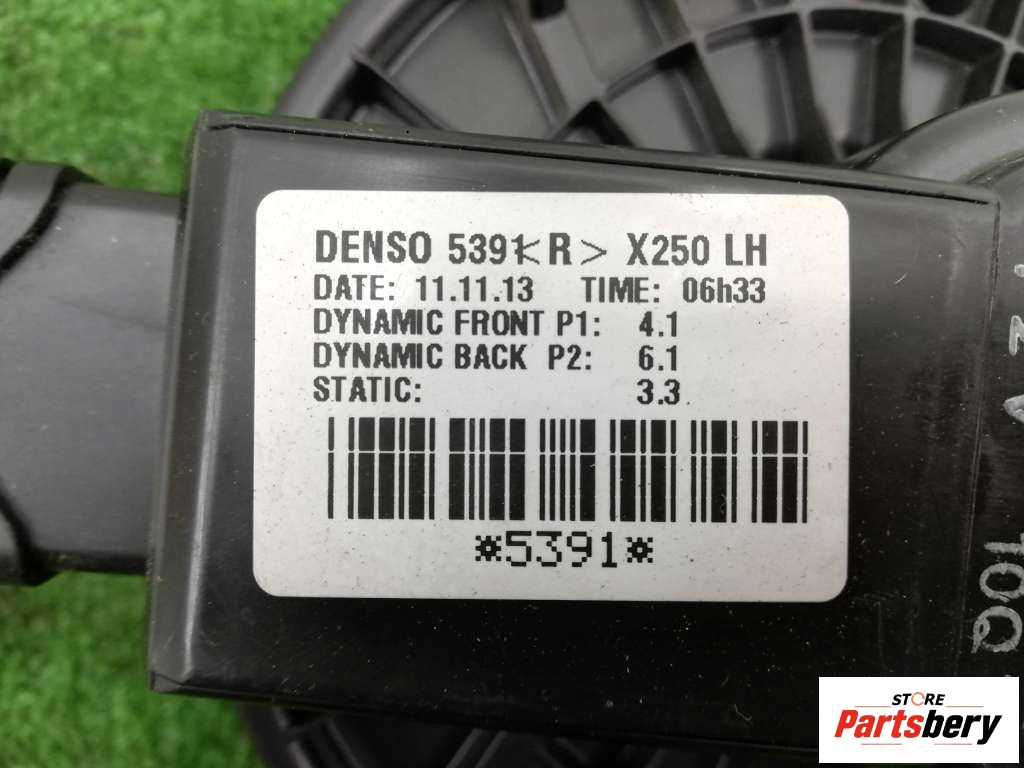 DENSO 5391<R> X250 LH
DATE: 11.11.13 TIME: 06h33
DYNAMIC FRONT P1: 4.1
DYNAMIC BACK P2: 6.1
STATIC: 3.3
*5391*
STORE
Partsbery